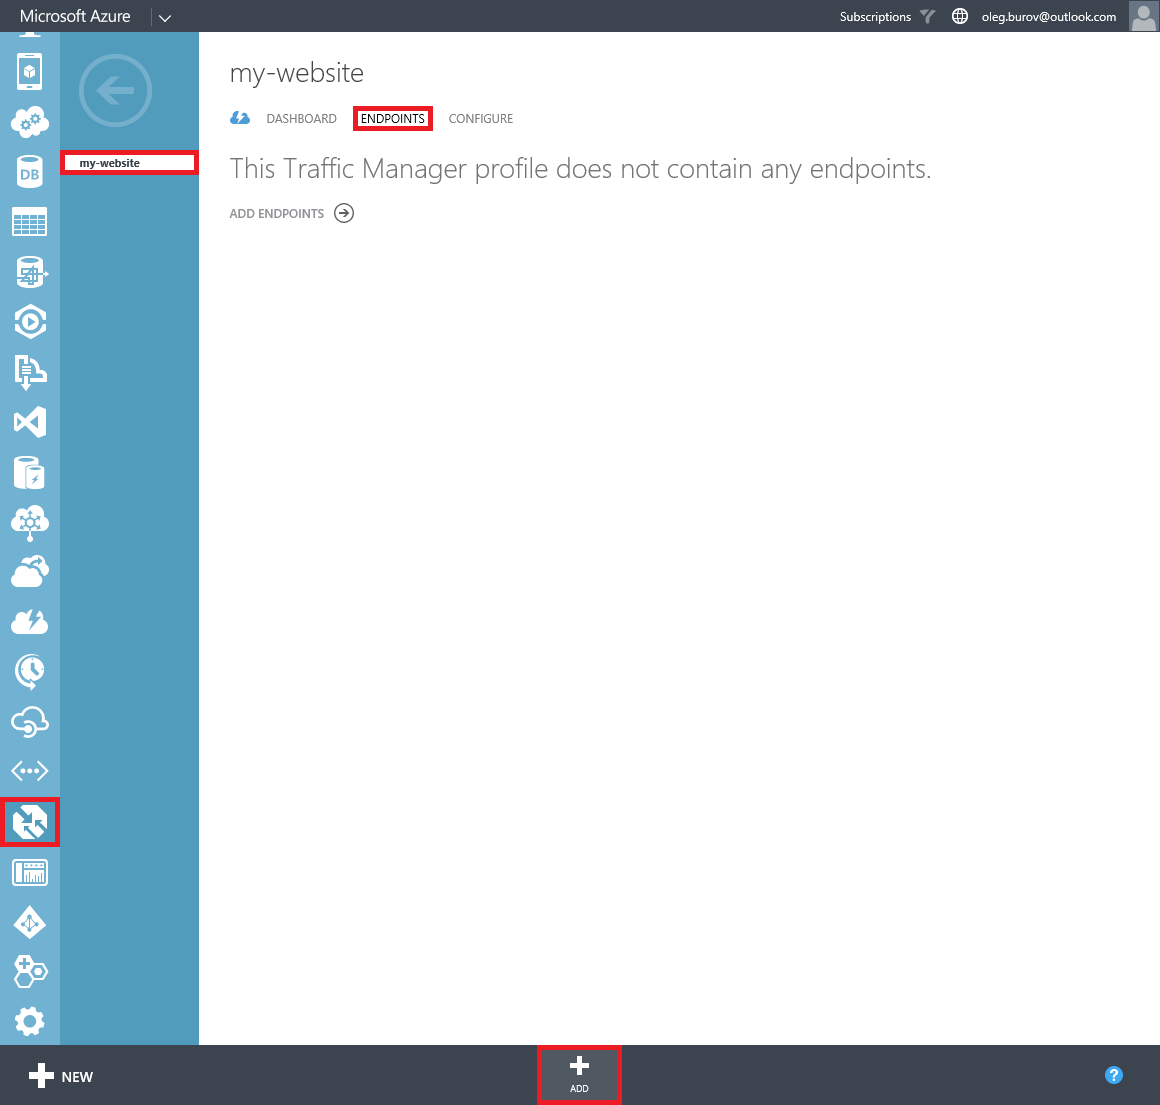 Microsoft Azure
Subscriptions
oleg.burov@outlook.com
my-website
my-website
DASHBOARD ENDPOINTS CONFIGURE
This Traffic Manager profile does not contain any endpoints.
ADD ENDPOINTS
DB
NEW
ADD
?